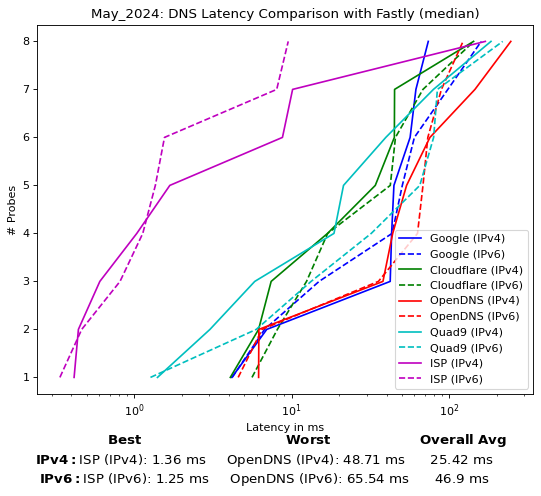 May_2024: DNS Latency Comparison with Fastly (median)
8
7
6
5
4
3
2
1
# Probes
Google (IPv4)
Google (IPv6)
Cloudflare (IPv4)
Cloudflare (IPv6)
OpenDNS (IPv4)
OpenDNS (IPv6)
Quad9 (IPv4)
Quad9 (IPv6)
ISP (IPv4)
ISP (IPv6)
10⁰ 10¹ 10²
Latency in ms
Best Worst Overall Avg
IPv4: ISP (IPv4): 1.36 ms OpenDNS (IPv4): 48.71 ms 25.42 ms
IPv6: ISP (IPv6): 1.25 ms OpenDNS (IPv6): 65.54 ms 46.9 ms